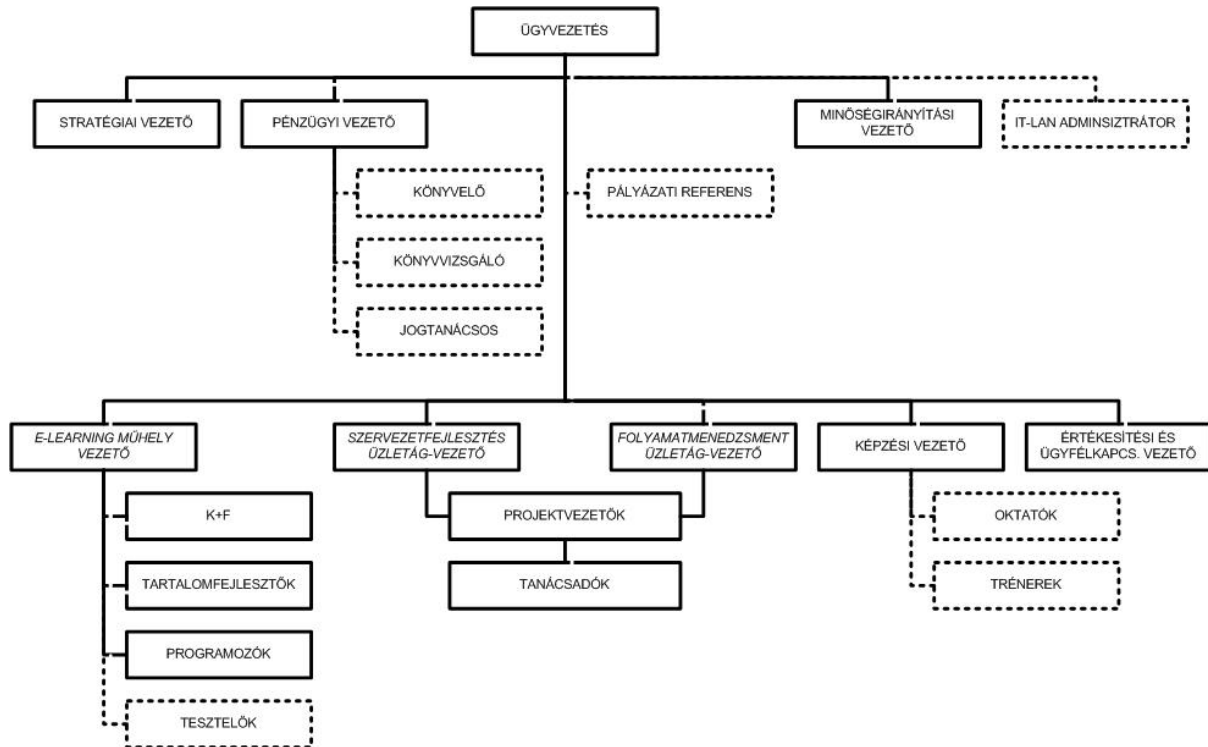 ÜGYVEZETÉS
STRATÉGIAI VEZETŐ
PÉNZÜGYI VEZETŐ
MINŐSÉGIRÁNYÍTÁSI
VEZETŐ
IT-LAN ADMINSIZTRÁTOR
KÖNYVELŐ
PÁLYÁZATI REFERENS
KÖNYVVIZSGÁLÓ
JOGTANÁCSOS
E-LEARNING MŰHELY
VEZETŐ
SZERVEZETFEJLESZTÉS
ÜZLETÁG-VEZETŐ
FOLYAMATMENEDZSMENT
ÜZLETÁG-VEZETŐ
KÉPZÉSI VEZETŐ
ÉRTÉKESÍTÉSI ÉS
ÜGYFÉLKAPCS. VEZETŐ
K+F
PROJEKTVEZETŐK
OKTATÓK
TARTALOMFEJLESZTŐK
TANÁCSADÓK
TRÉNEREK
PROGRAMOZÓK
TESZTELŐK